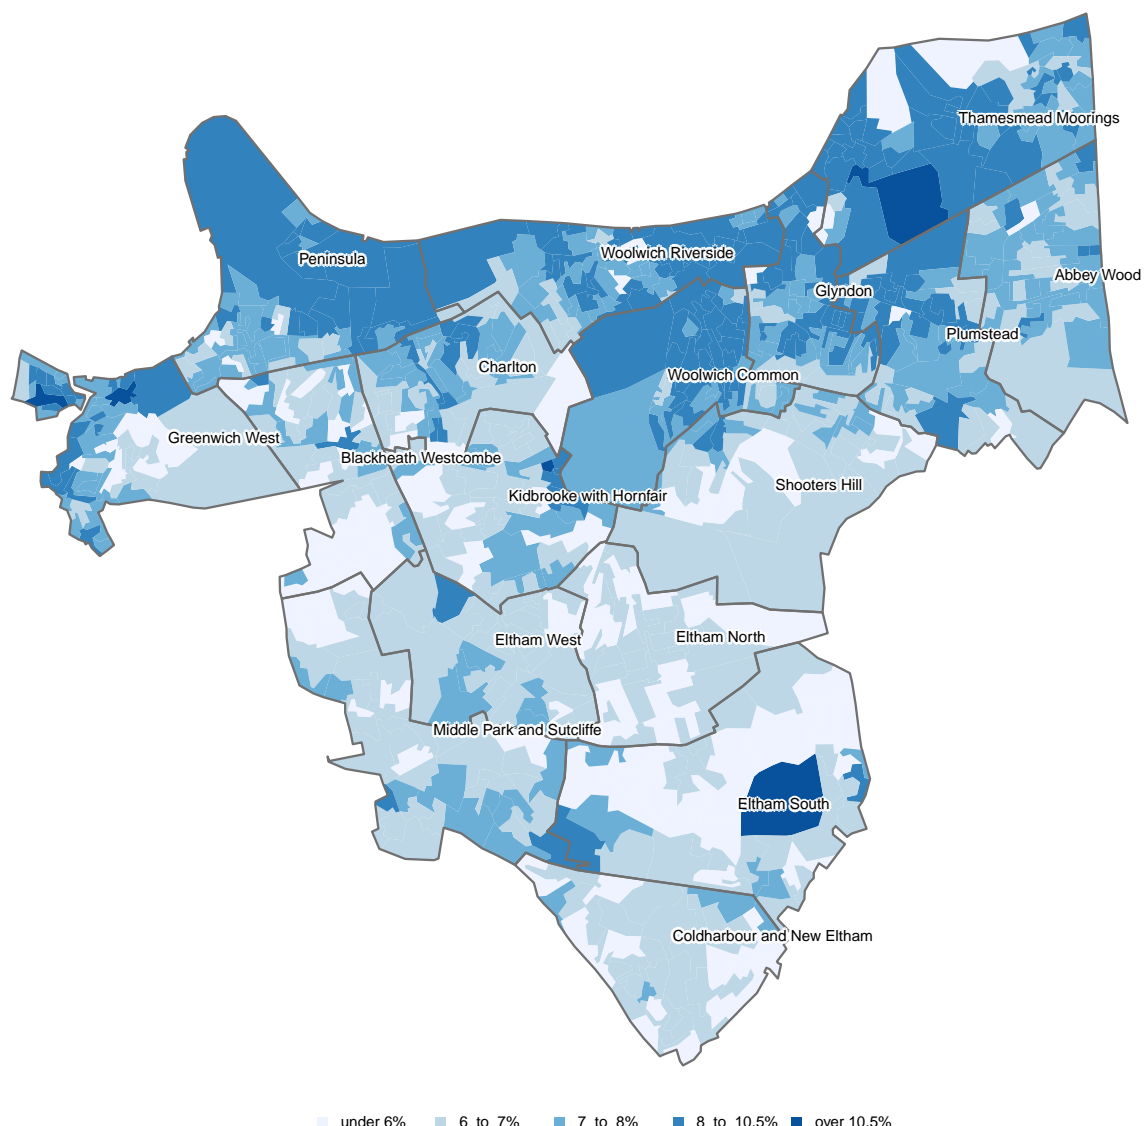 Thamesmead Moorings
Woolwich Riverside
Peninsula
Abbey Wood
Glyndon
Plumstead
Charlton
Woolwich Common
Greenwich West
Blackheath Westcombe
Shooters Hill
Kidbrooke with Hornfair
Eltham West
Eltham North
Middle Park and Sutcliffe
Eltham South
Coldharbour and New Eltham
under 6% 6 to 7% 7 to 8% 8 to 10.5% over 10.5%